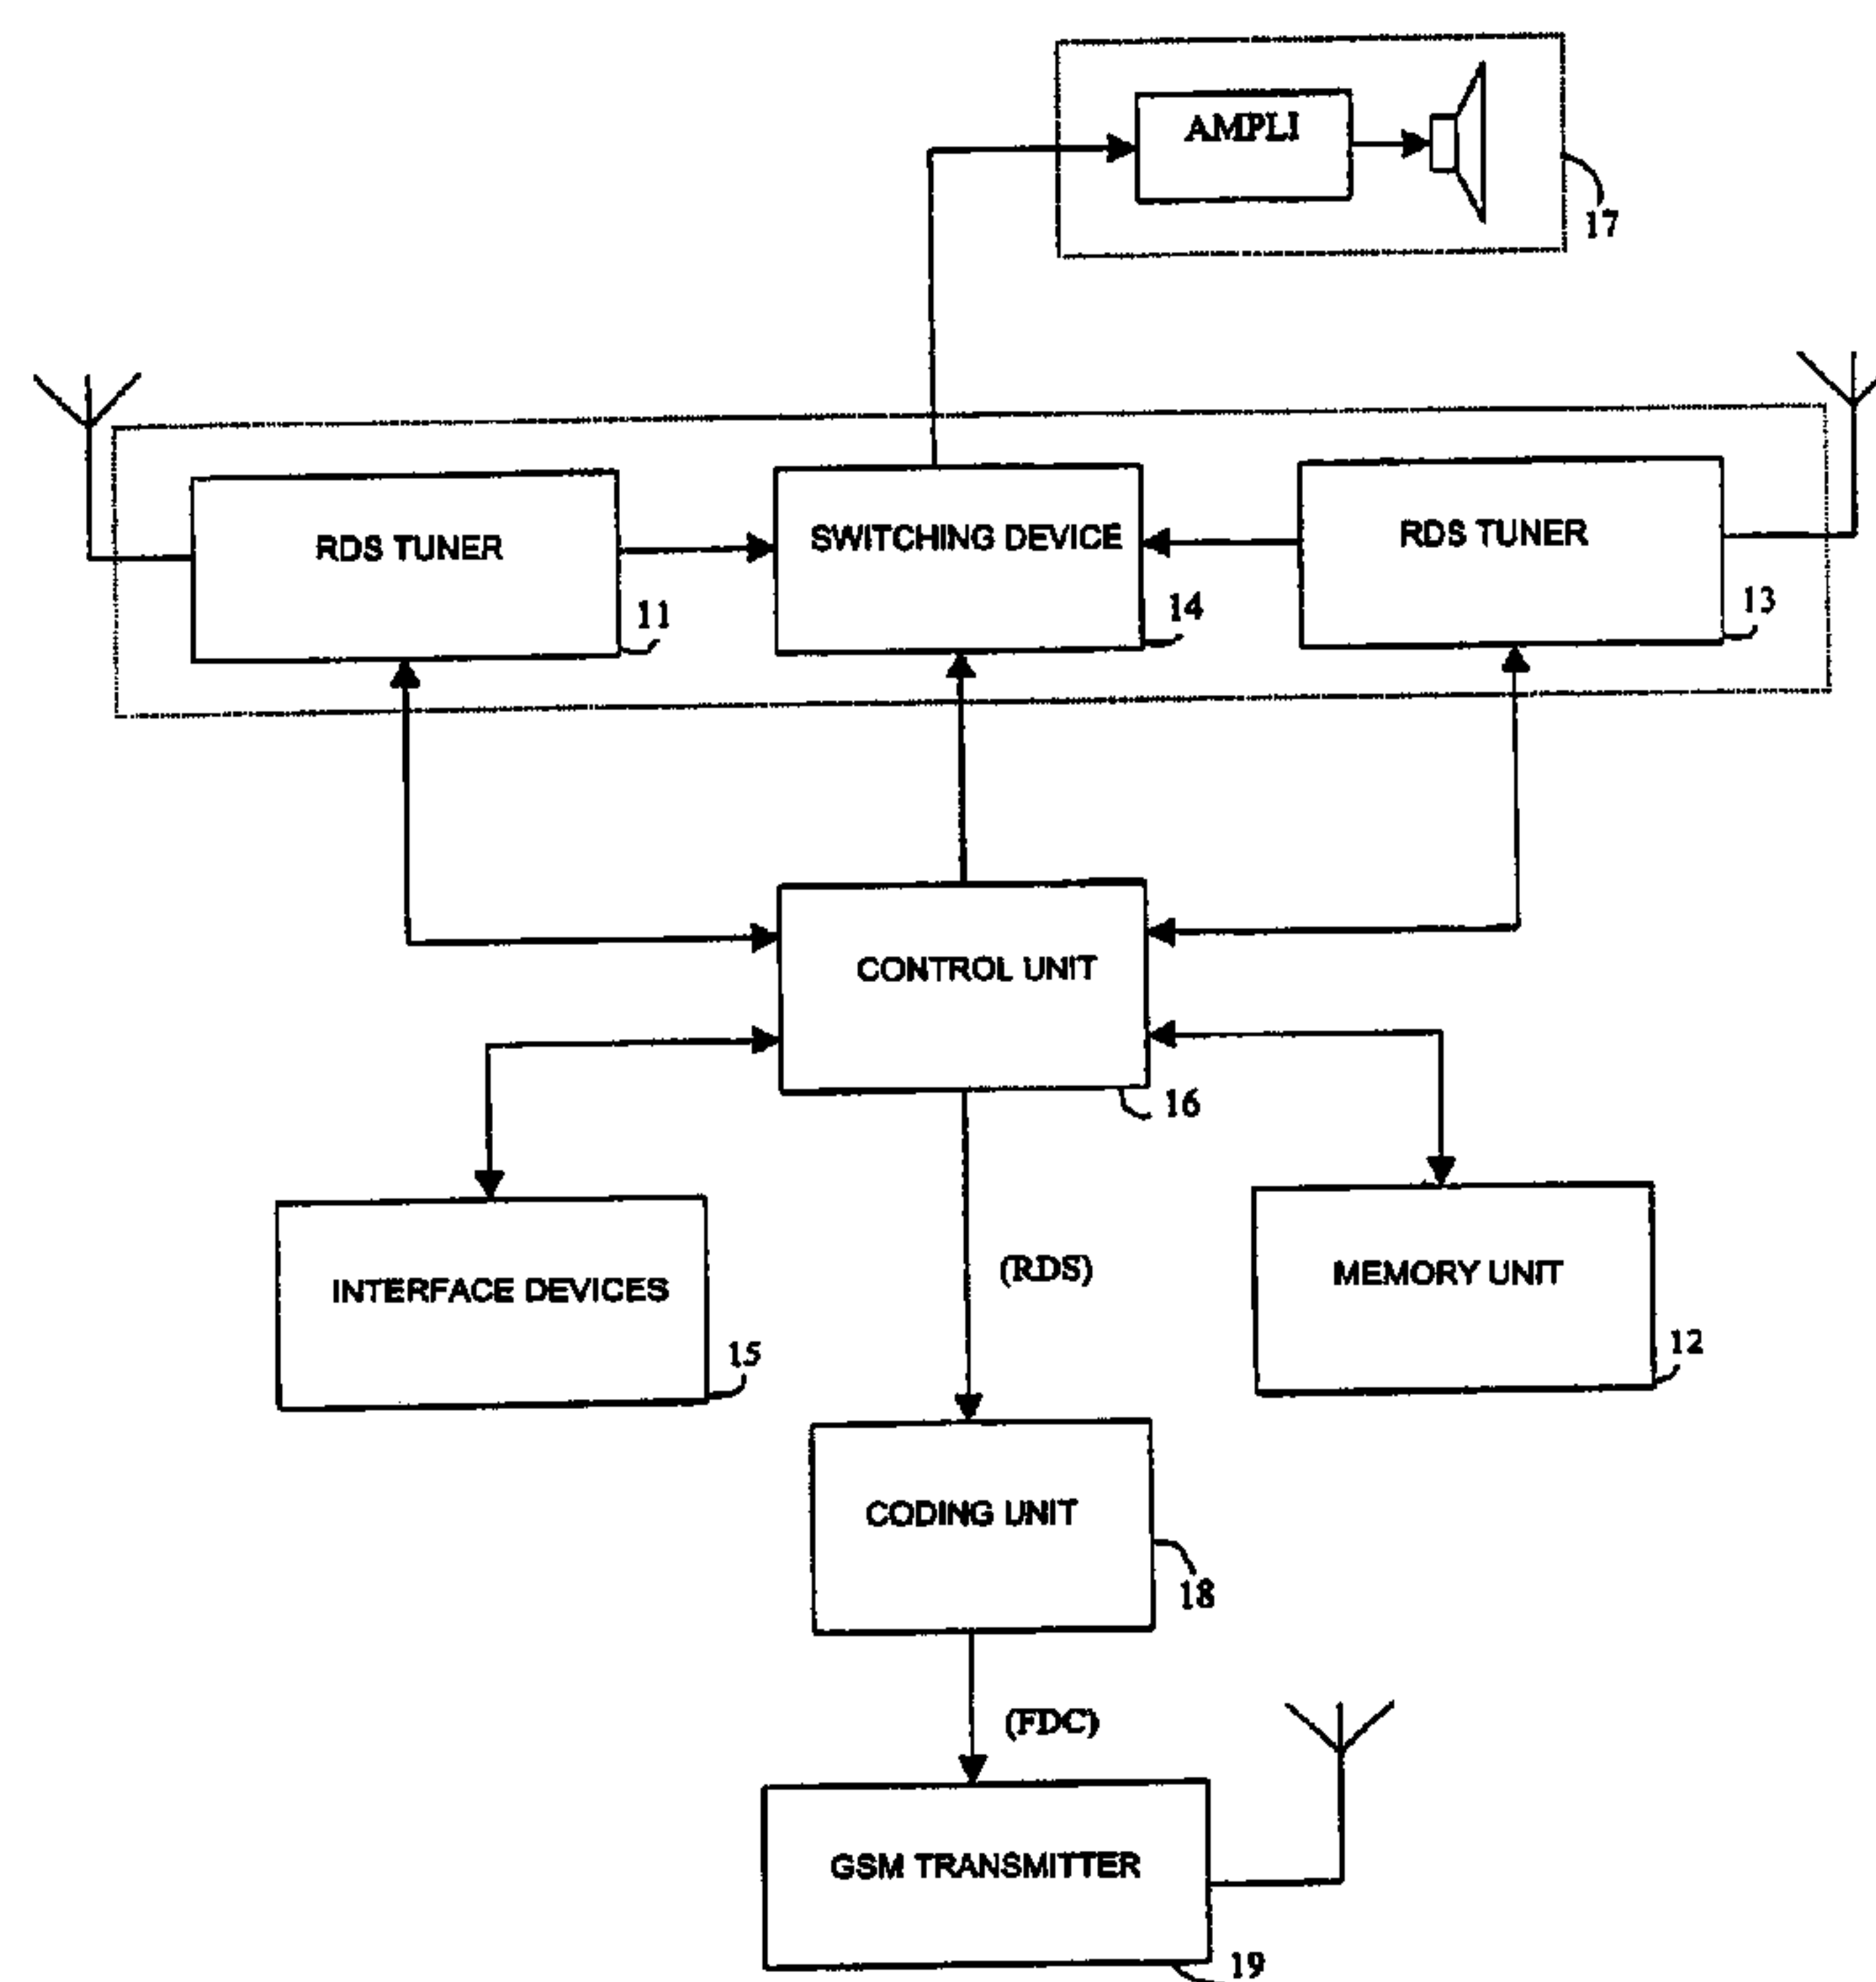 AMPLI
17
RDS TUNER
11
SWITCHING DEVICE
14
RDS TUNER
13
CONTROL UNIT
16
INTERFACE DEVICES
15
(RDS)
MEMORY UNIT
12
CODING UNIT
18
(FDC)
GSM TRANSMITTER
19